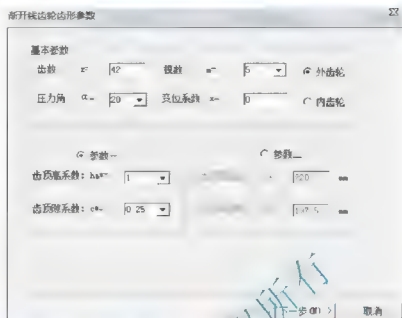 渐开线齿轮齿形参数
基本参数
齿数 z= 42 模数 m= 5 外齿轮
压力角 α= 20 变位系数 x= 0 内齿轮
参数一 参数二
齿顶高系数: ha*= 1 220 mm
齿顶隙系数: c*= 0.25 197.5 mm
下一步(N) > 取消
所行